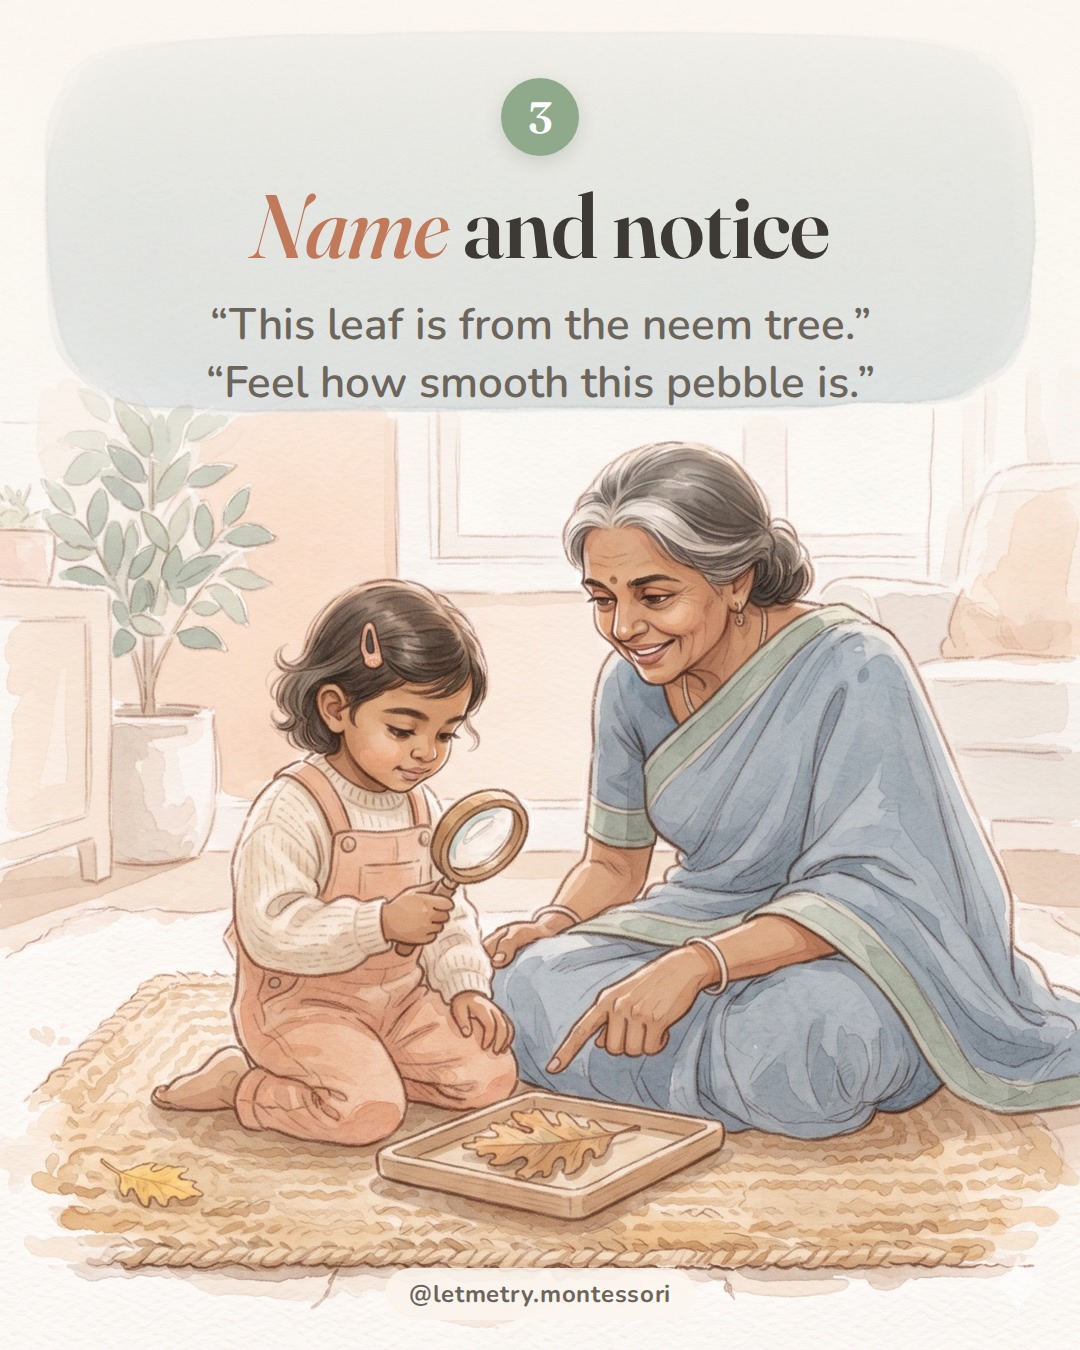 3
Name and notice
“This leaf is from the neem tree.”
“Feel how smooth this pebble is.”
@letmetry.montessori